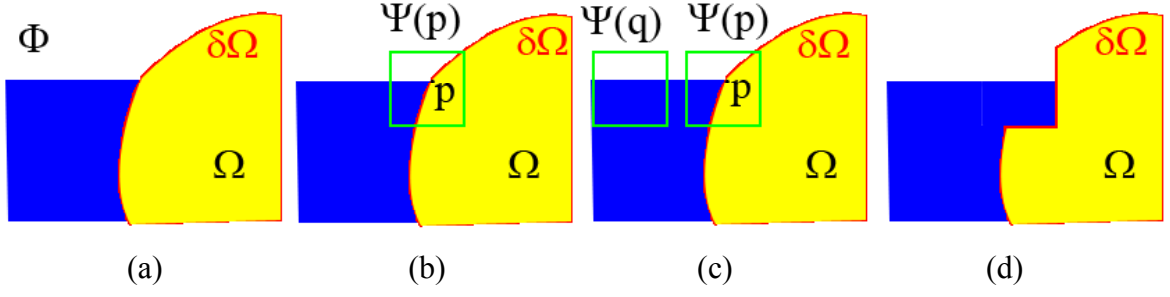 Φ δΩ Ω
Ψ(p) δΩ p Ω
Ψ(q) Ψ(p) δΩ p Ω
δΩ Ω
(a) (b) (c) (d)